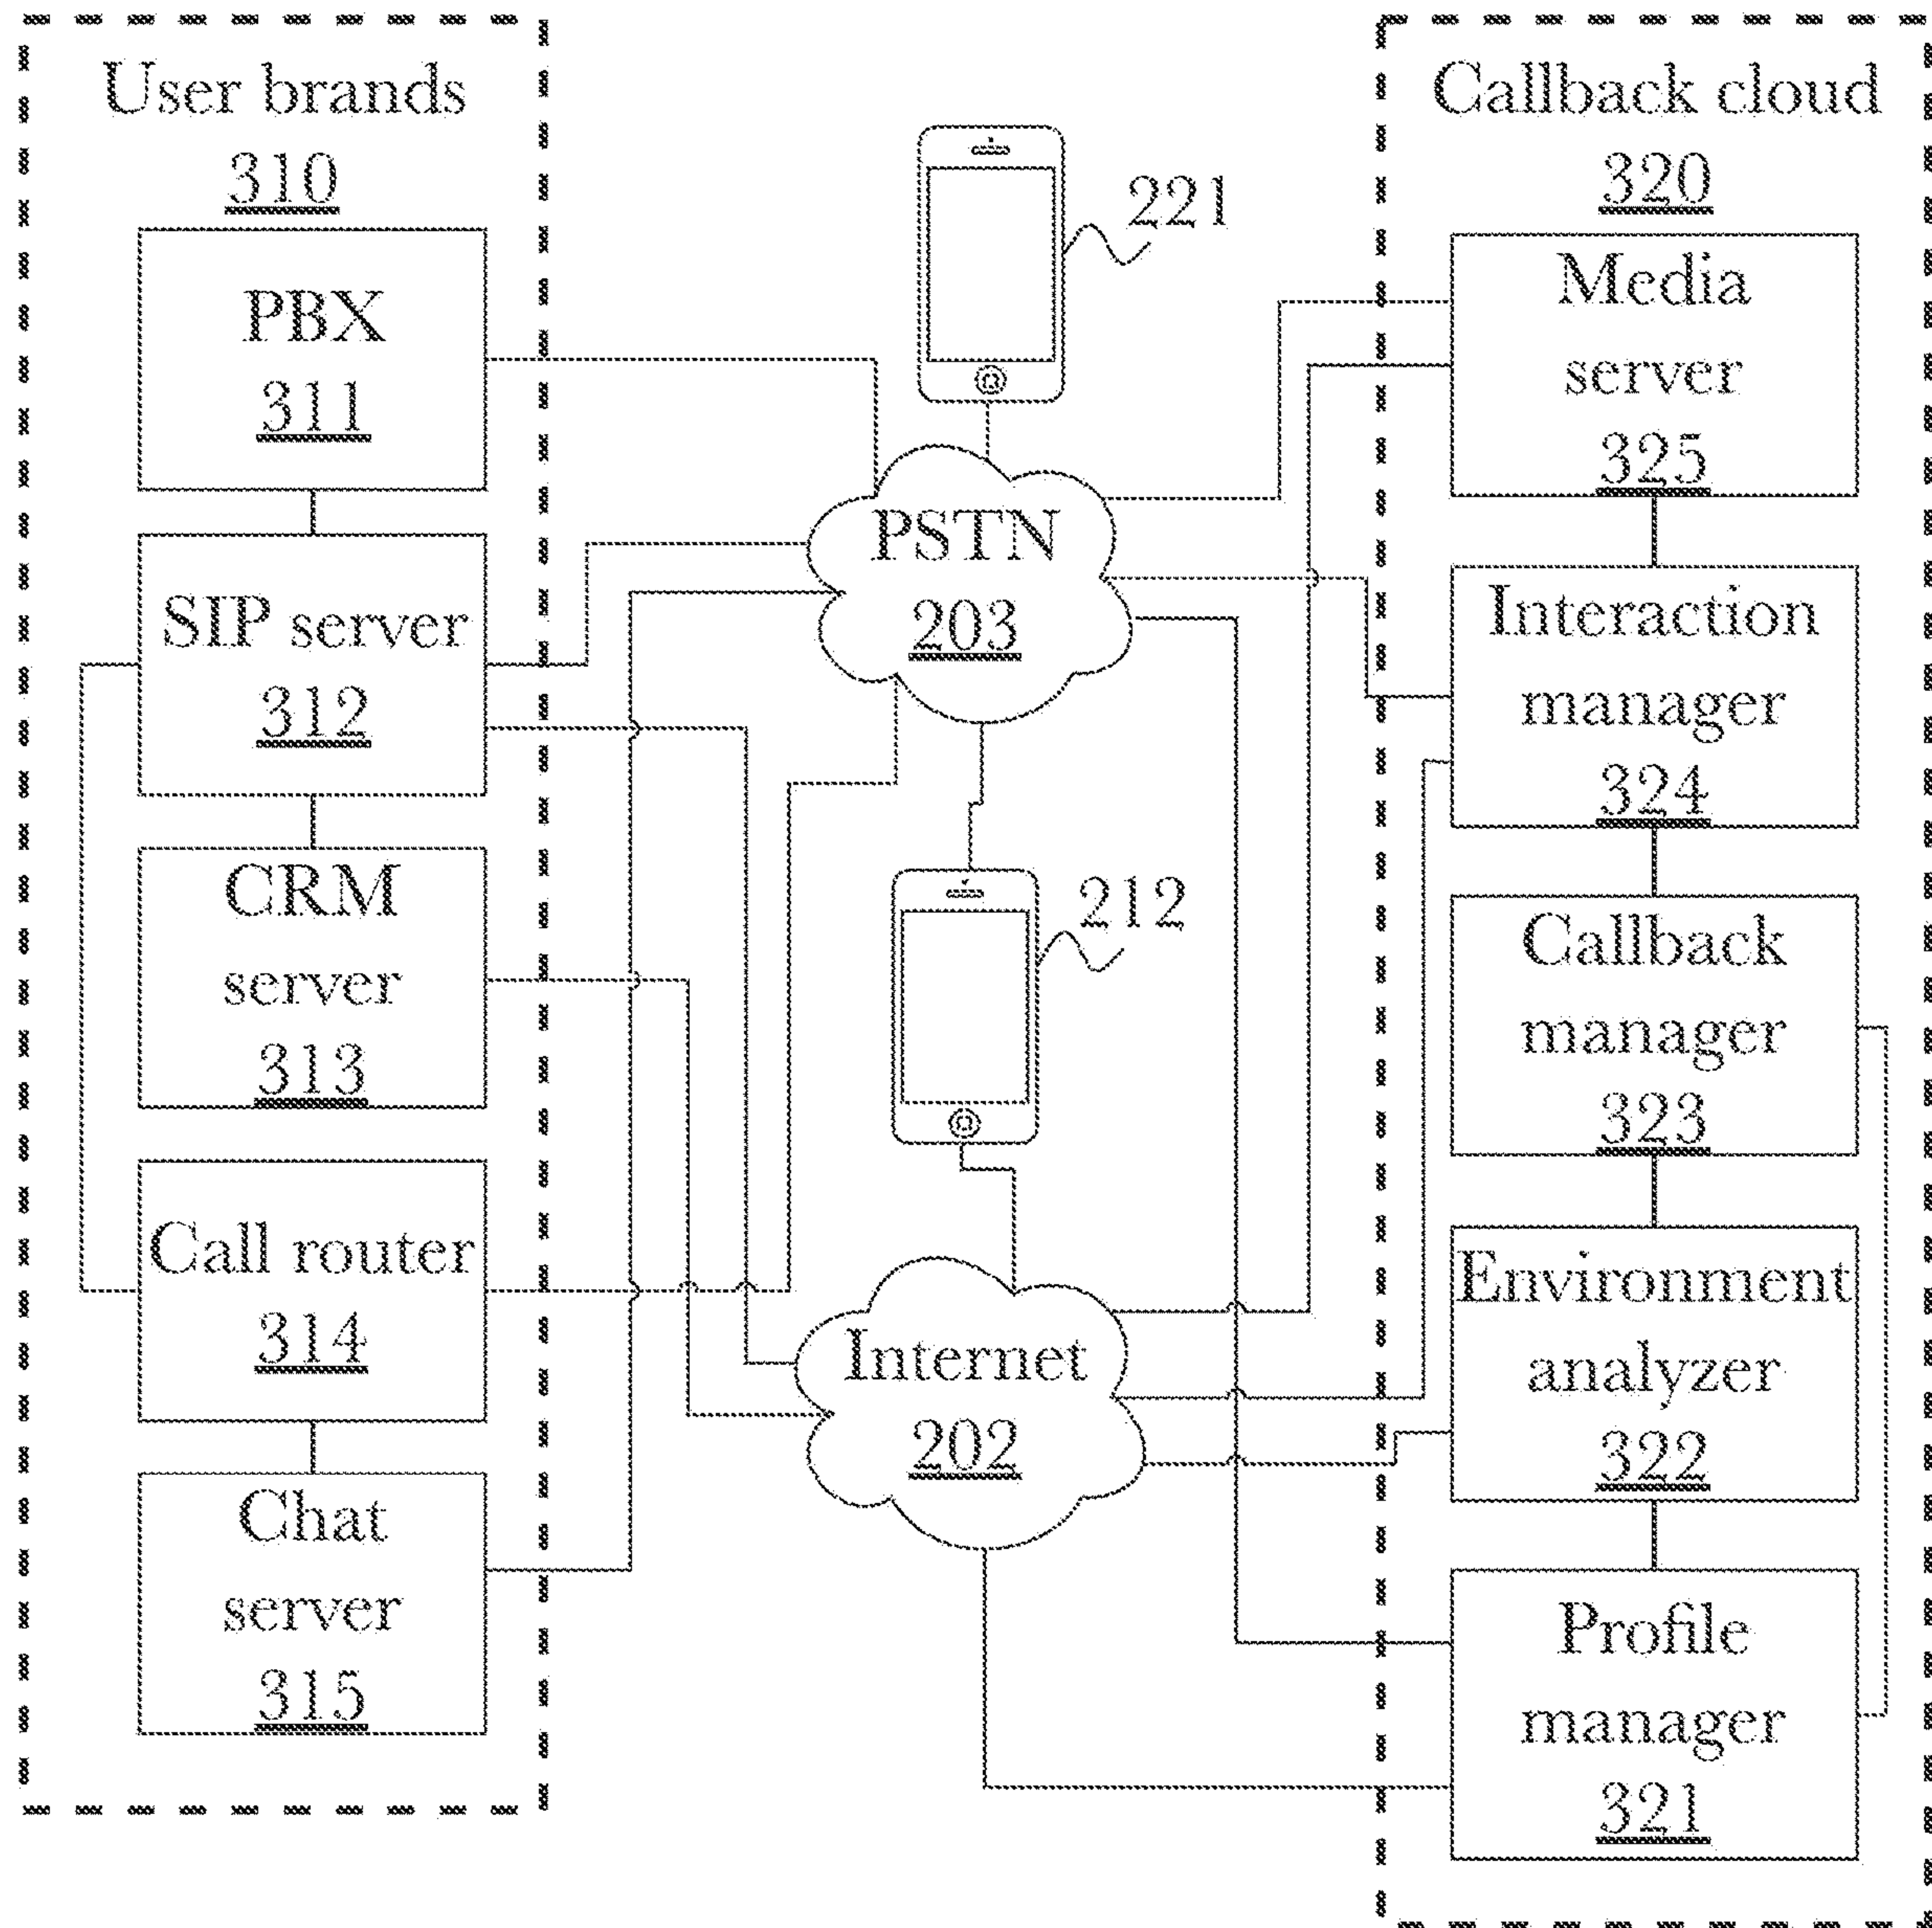 User brands
310
PBX
311
SIP server
312
CRM
server
313
Call router
314
Chat
server
315
221
PSTN
203
212
Internet
202
Callback cloud
320
Media
server
325
Interaction
manager
324
Callback
manager
323
Environment
analyzer
322
Profile
manager
321